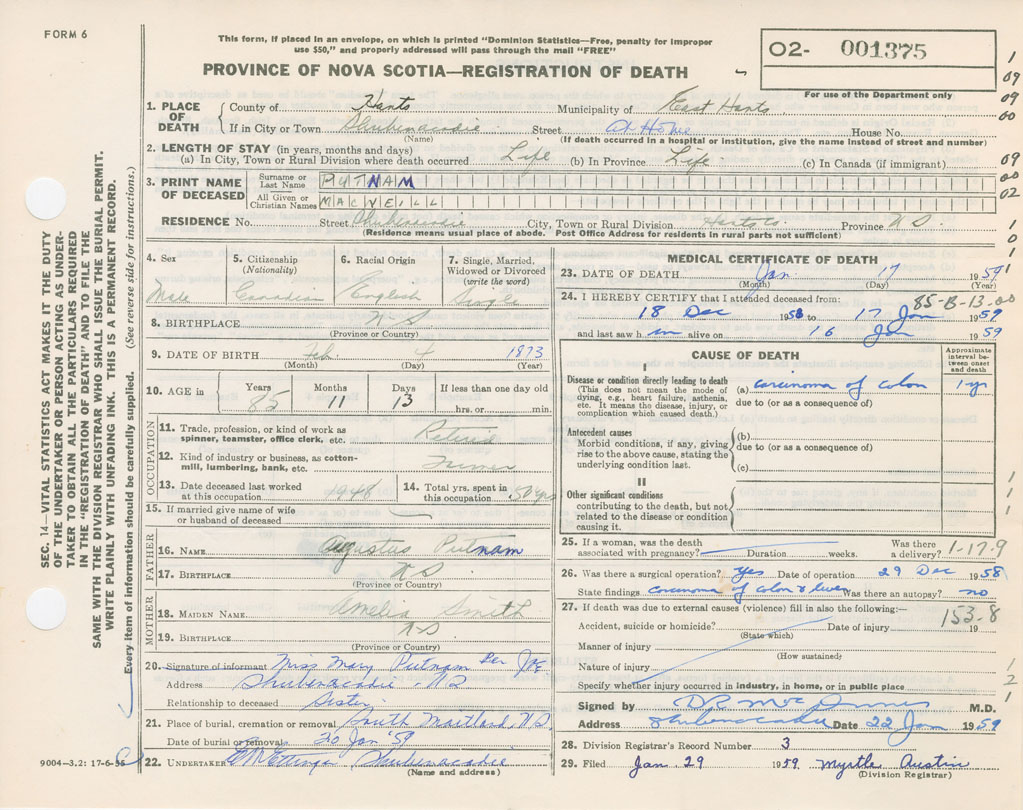 FORM 6
This form, if placed in an envelope, on which is printed "Dominion Statistics—Free, penalty for improper
use $50," and properly addressed will pass through the mail "FREE"
PROVINCE OF NOVA SCOTIA—REGISTRATION OF DEATH
O2- 001375
For use of the Department only
1
09
09
00
1. PLACE OF DEATH
County of Hants Municipality of East Hants
If in City or Town Shubenacadie Street At Home House No.
(Name) (If death occurred in a hospital or institution, give the name instead of street and number)
2. LENGTH OF STAY (in years, months and days)
(a) In City, Town or Rural Division where death occurred Life (b) In Province Life (c) In Canada (if immigrant)
09
00
02
3. PRINT NAME OF DECEASED
Surname or Last Name PUTNAM
All Given or Christian Names MACNEILL
RESIDENCE No. Street Shubenacadie City, Town or Rural Division Hants Co. Province N S
(Residence means usual place of abode. Post Office Address for residents in rural parts not sufficient)
4. Sex
Male
5. Citizenship
(Nationality)
Canadian
6. Racial Origin
English
7. Single, Married,
Widowed or Divorced
(write the word)
Single
8. BIRTHPLACE N S
(Province or Country)
9. DATE OF BIRTH Feb. 4 1873
(Month) (Day) (Year)
10. AGE in
Years 85
Months 11
Days 13
If less than one day old
hrs. or min.
OCCUPATION
11. Trade, profession, or kind of work as
spinner, teamster, office clerk, etc. Retired
12. Kind of industry or business, as cotton-
mill, lumbering, bank, etc. Farmer
13. Date deceased last worked
at this occupation 1948
14. Total yrs. spent in
this occupation 50 yrs
15. If married give name of wife
or husband of deceased
FATHER
16. NAME Augustus Putnam
17. BIRTHPLACE N S
(Province or Country)
MOTHER
18. MAIDEN NAME Amelia Smith
19. BIRTHPLACE N S
(Province or Country)
20. Signature of informant Miss Mary Putnam Per
Address Shubenacadie N S
Relationship to deceased Sister
21. Place of burial, cremation or removal South Maitland, N.S.
Date of burial or removal 20 Jan '59
22. UNDERTAKER Shubenacadie
(Name and address)
MEDICAL CERTIFICATE OF DEATH
23. DATE OF DEATH Jan 17 1959
(Month) (Day) (Year)
24. I HEREBY CERTIFY that I attended deceased from: 85-B-13-00
18 Dec 1958 to 17 Jan 1959
and last saw h im alive on 16 Jan 1959
CAUSE OF DEATH
Approximate
interval be-
tween onset
and death
I
Disease or condition directly leading to death
(This does not mean the mode of
dying, e.g., heart failure, asthenia,
etc. It means the disease, injury, or
complication which caused death.)
(a) carcinoma of colon 1 yr
due to (or as a consequence of)
Antecedent causes
Morbid conditions, if any, giving
rise to the above cause, stating the
underlying condition last.
(b)
due to (or as a consequence of)
(c)
II
Other significant conditions
contributing to the death, but not
related to the disease or condition
causing it.
25. If a woman, was the death
associated with pregnancy? Duration weeks. Was there
a delivery? 1-17-9
26. Was there a surgical operation? yes Date of operation 29 Dec 1958
State findings carcinoma of colon & liver Was there an autopsy? no
27. If death was due to external causes (violence) fill in also the following:— 153-8
Accident, suicide or homicide? Date of injury 19
(State which)
Manner of injury
(How sustained)
Nature of injury
Specify whether injury occurred in industry, in home, or in public place
Signed by D R McInnis M.D.
Address Shubenacadie Date 22 Jan 1959
28. Division Registrar's Record Number 3
29. Filed Jan 29 1959 Myrtle Austin
(Division Registrar)
SEC. 14—VITAL STATISTICS ACT MAKES IT THE DUTY
OF THE UNDERTAKER OR PERSON ACTING AS UNDER-
TAKER TO OBTAIN ALL THE PARTICULARS REQUIRED
IN THE "REGISTRATION OF DEATH" AND TO FILE THE
SAME WITH THE DIVISION REGISTRAR WHO SHALL ISSUE THE BURIAL PERMIT.
WRITE PLAINLY WITH UNFADING INK. THIS IS A PERMANENT RECORD.
Every item of information should be carefully supplied. (See reverse side for instructions.)
9004-3.2: 17-6-55